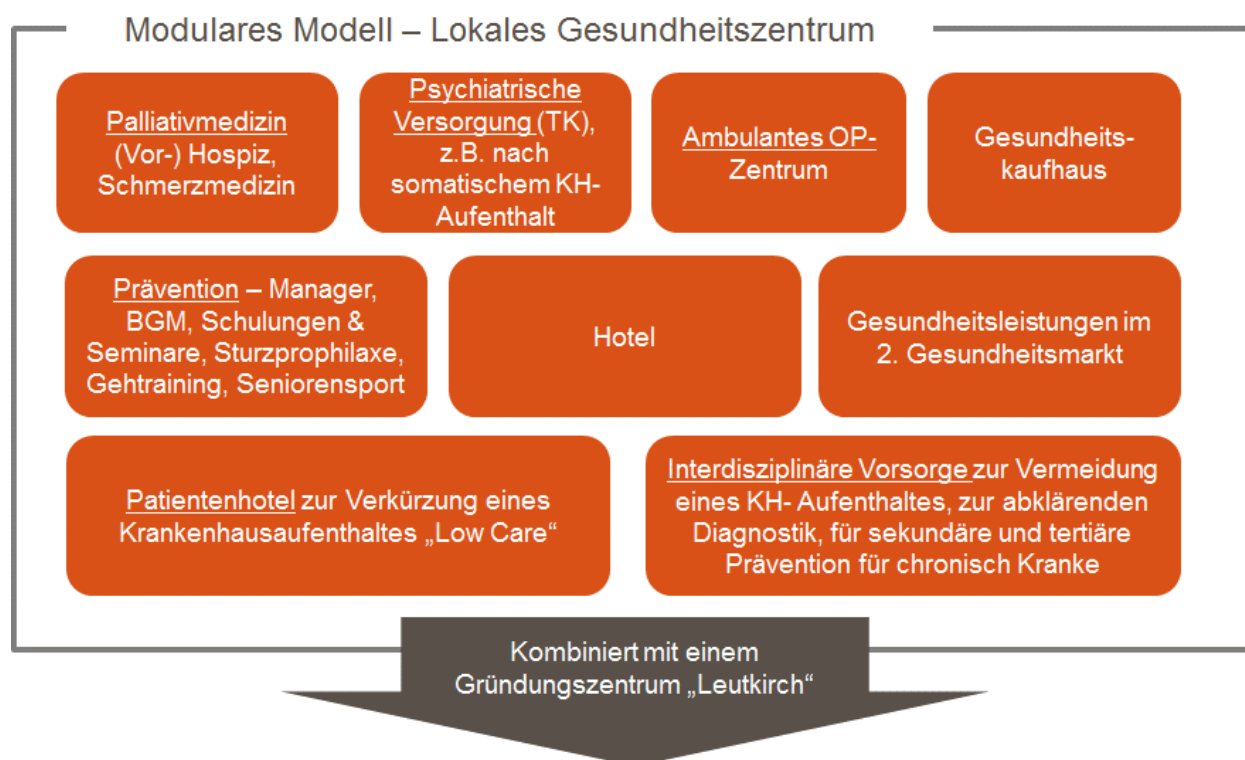 Modulares Modell – Lokales Gesundheitszentrum
Palliativmedizin
(Vor-) Hospiz,
Schmerzmedizin
Psychiatrische
Versorgung (TK),
z.B. nach
somatischem KH-
Aufenthalt
Ambulantes OP-
Zentrum
Gesundheits-
kaufhaus
Prävention – Manager,
BGM, Schulungen &
Seminare, Sturzprophilaxe,
Gehtraining, Seniorensport
Hotel
Gesundheitsleistungen im
2. Gesundheitsmarkt
Patientenhotel zur Verkürzung eines
Krankenhausaufenthaltes „Low Care“
Interdisziplinäre Vorsorge zur Vermeidung
eines KH- Aufenthaltes, zur abklärenden
Diagnostik, für sekundäre und tertiäre
Prävention für chronisch Kranke
Kombiniert mit einem
Gründungszentrum „Leutkirch“